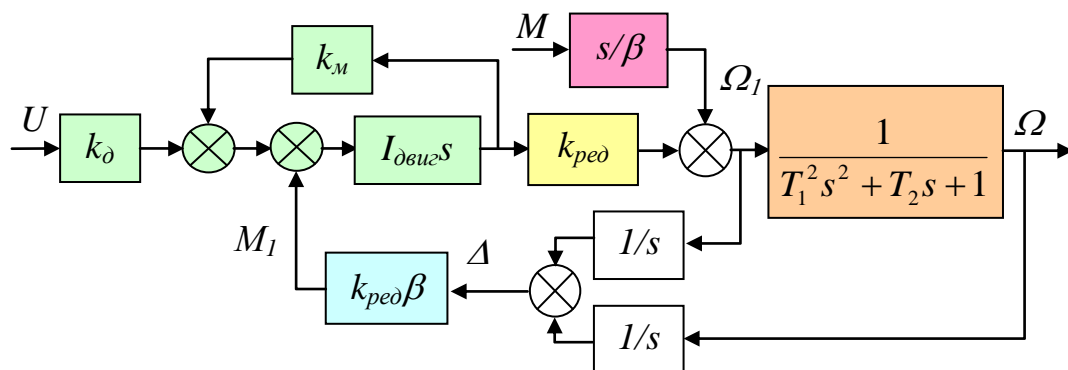 M
s/β
k_м
Ω_1
U
k_д
I_двиг s
k_ред
1
T_1^2 s^2 + T_2 s + 1
Ω
M_1
k_ред β
Δ
1/s
1/s